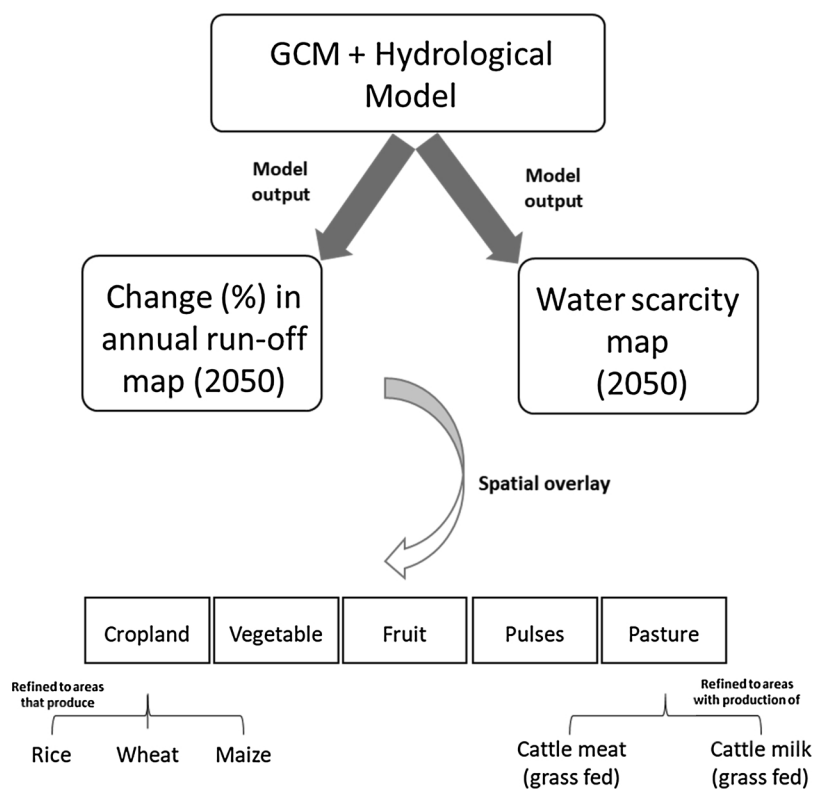 GCM + Hydrological
Model
Model
output
Model
output
Change (%) in
annual run-off
map (2050)
Water scarcity
map
(2050)
Spatial overlay
Cropland
Vegetable
Fruit
Pulses
Pasture
Refined to areas
that produce
Refined to areas
with production of
Rice
Wheat
Maize
Cattle meat
(grass fed)
Cattle milk
(grass fed)